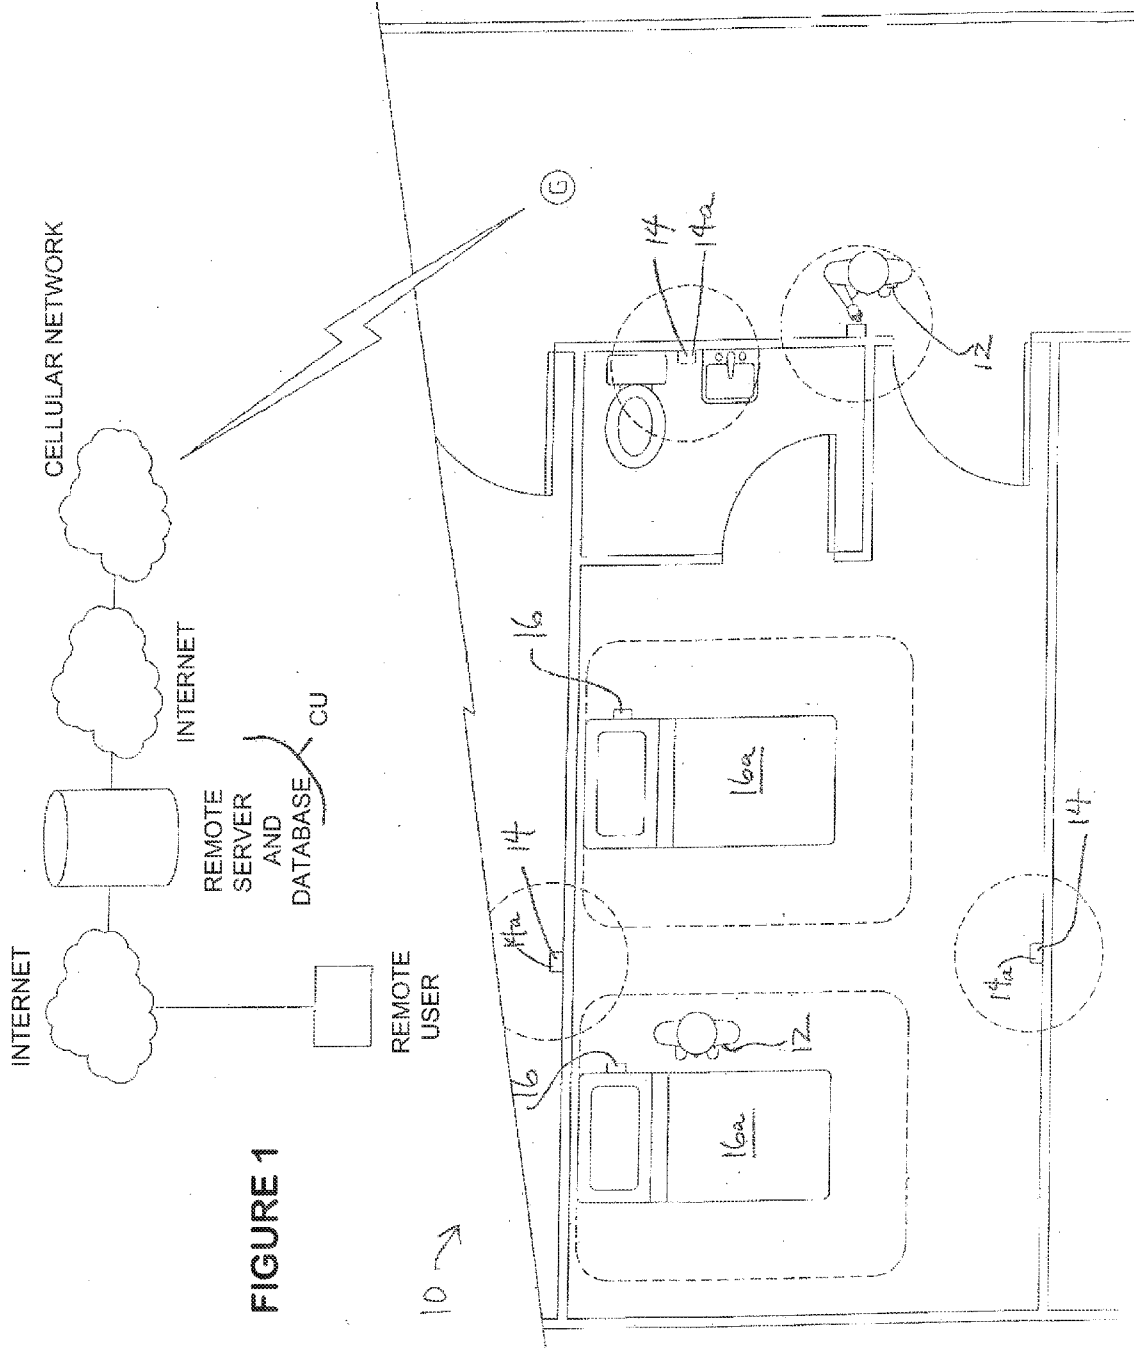 FIGURE 1
INTERNET
REMOTE
USER
REMOTE
SERVER
AND
DATABASE
CU
INTERNET
CELLULAR NETWORK
G
10
16
16a
12
14a
14
14a
14
16
16a
14
14a
12